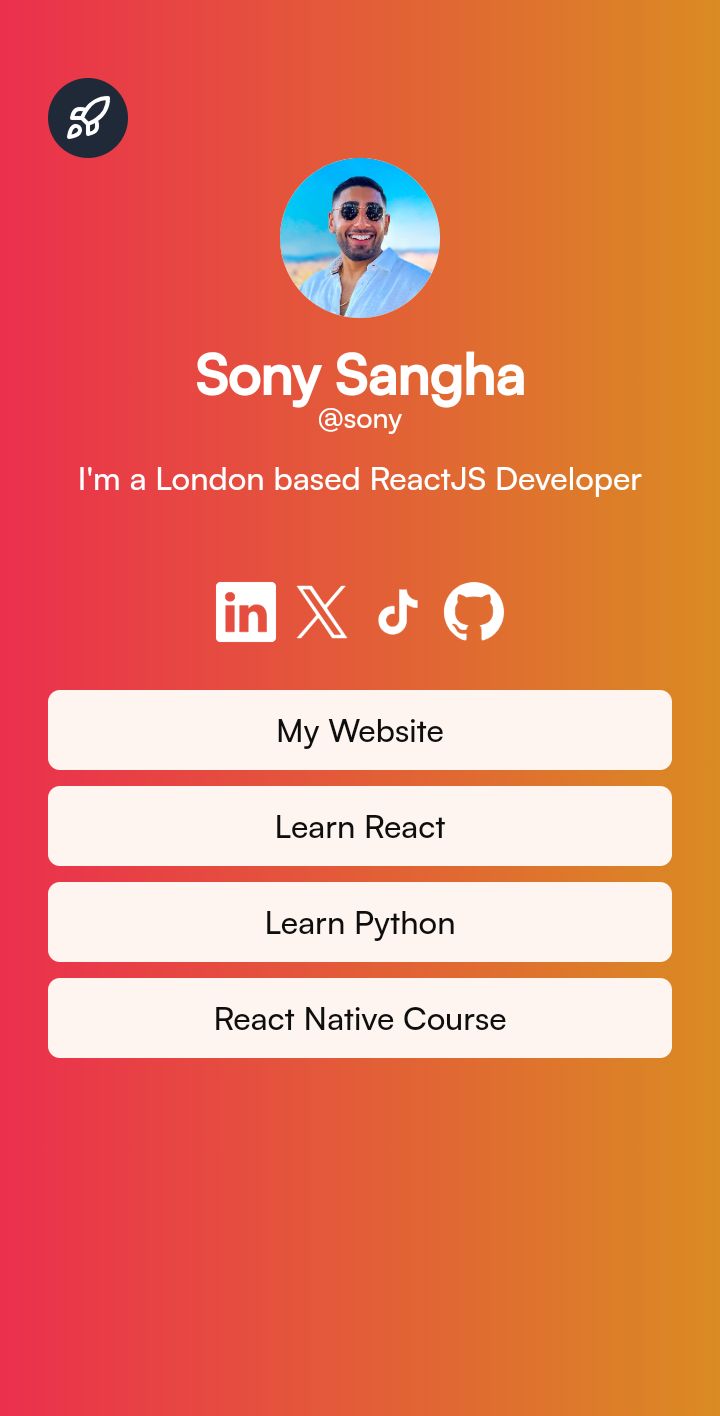 Sony Sangha
@sony
I'm a London based ReactJS Developer
in
My Website
Learn React
Learn Python
React Native Course